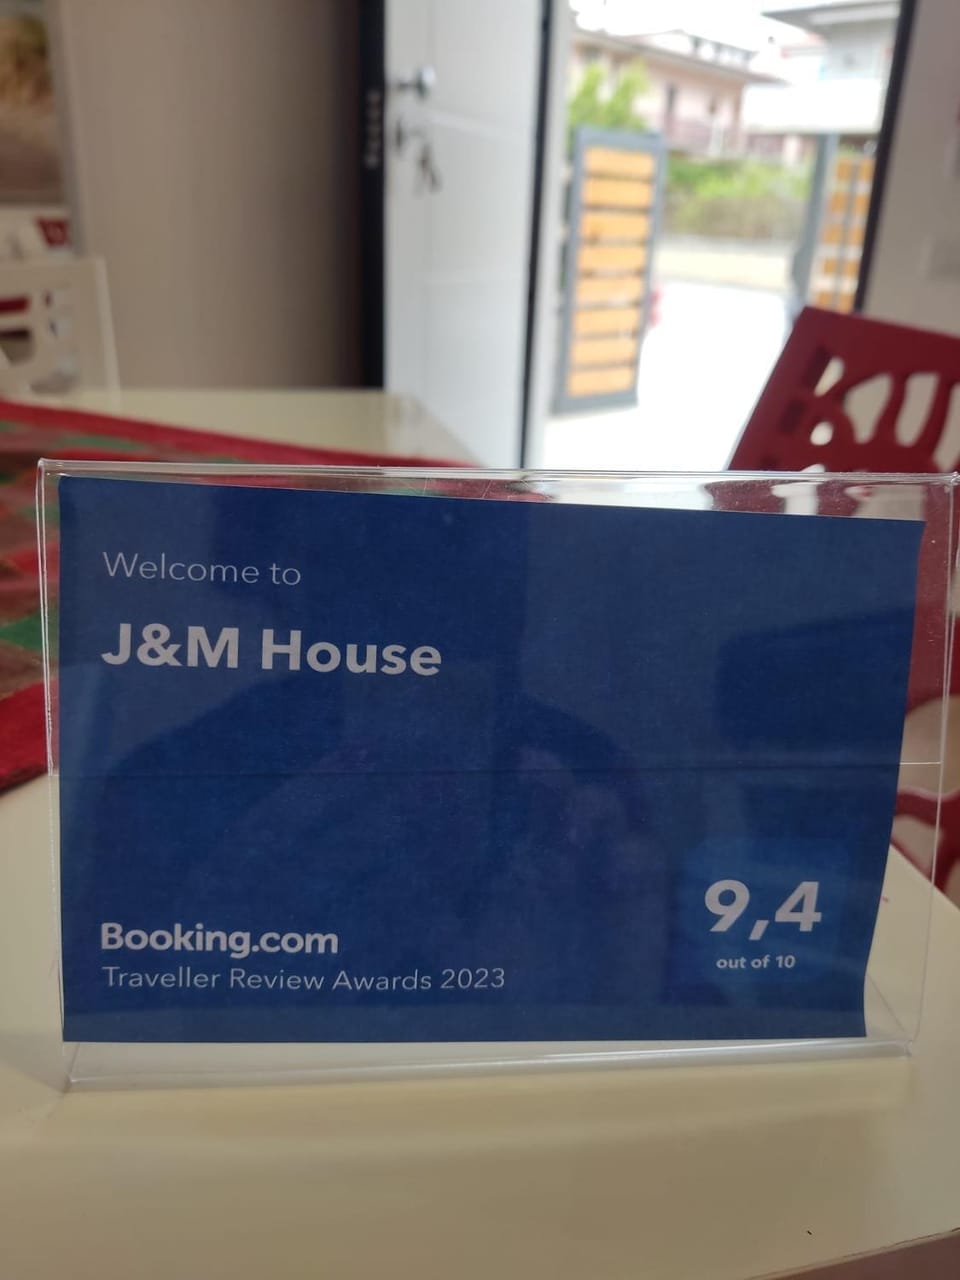 Welcome to
J&M House
Booking.com
Traveller Review Awards 2023
9,4
out of 10